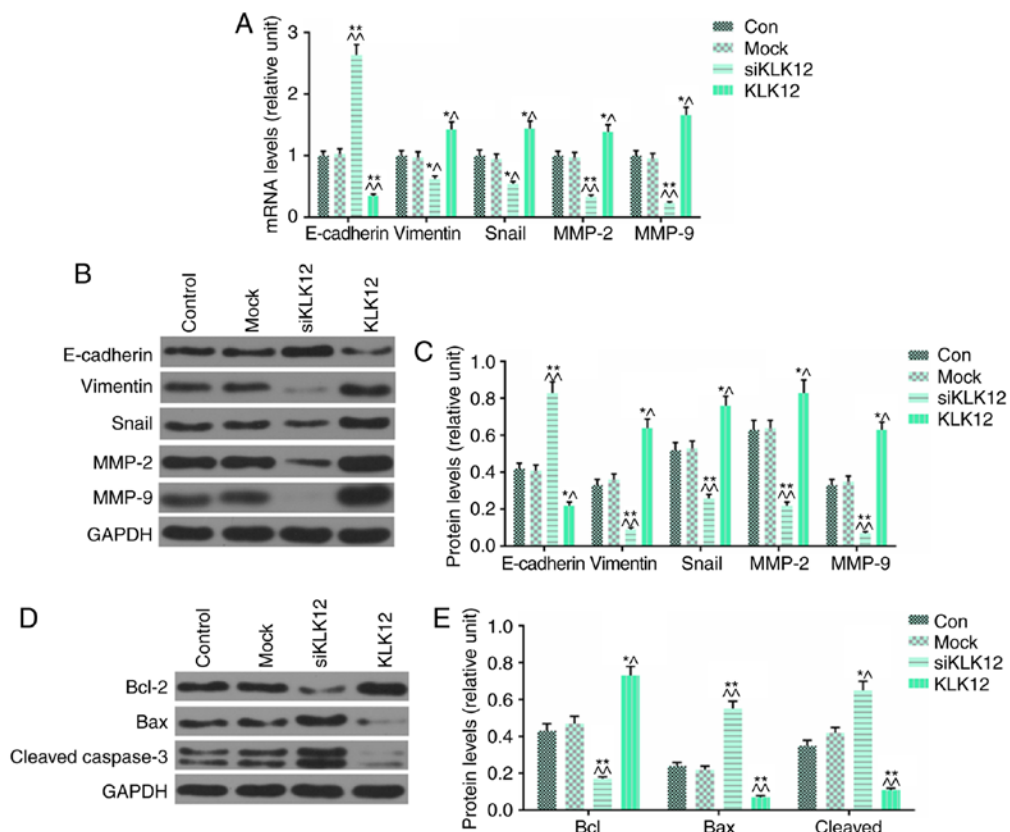 A
mRNA levels (relative unit)
3
2
1
0
** ^^
** ^^
*^
*^
*^
*^
** ^^
*^
** ^^
*^
E-cadherin Vimentin Snail MMP-2 MMP-9
Con
Mock
siKLK12
KLK12
B
Control Mock siKLK12 KLK12
E-cadherin
Vimentin
Snail
MMP-2
MMP-9
GAPDH
C
Protein levels (relative unit)
1.0
0.8
0.6
0.4
0.2
0.0
** ^^
*^
** ^^
*^
** ^^
*^
** ^^
*^
** ^^
*^
E-cadherin Vimentin Snail MMP-2 MMP-9
Con
Mock
siKLK12
KLK12
D
Control Mock siKLK12 KLK12
Bcl-2
Bax
Cleaved caspase-3
GAPDH
E
Protein levels (relative unit)
1.0
0.8
0.6
0.4
0.2
0.0
** ^^
*^
** ^^
** ^^
*^
** ^^
Bcl Bax Cleaved
Con
Mock
siKLK12
KLK12